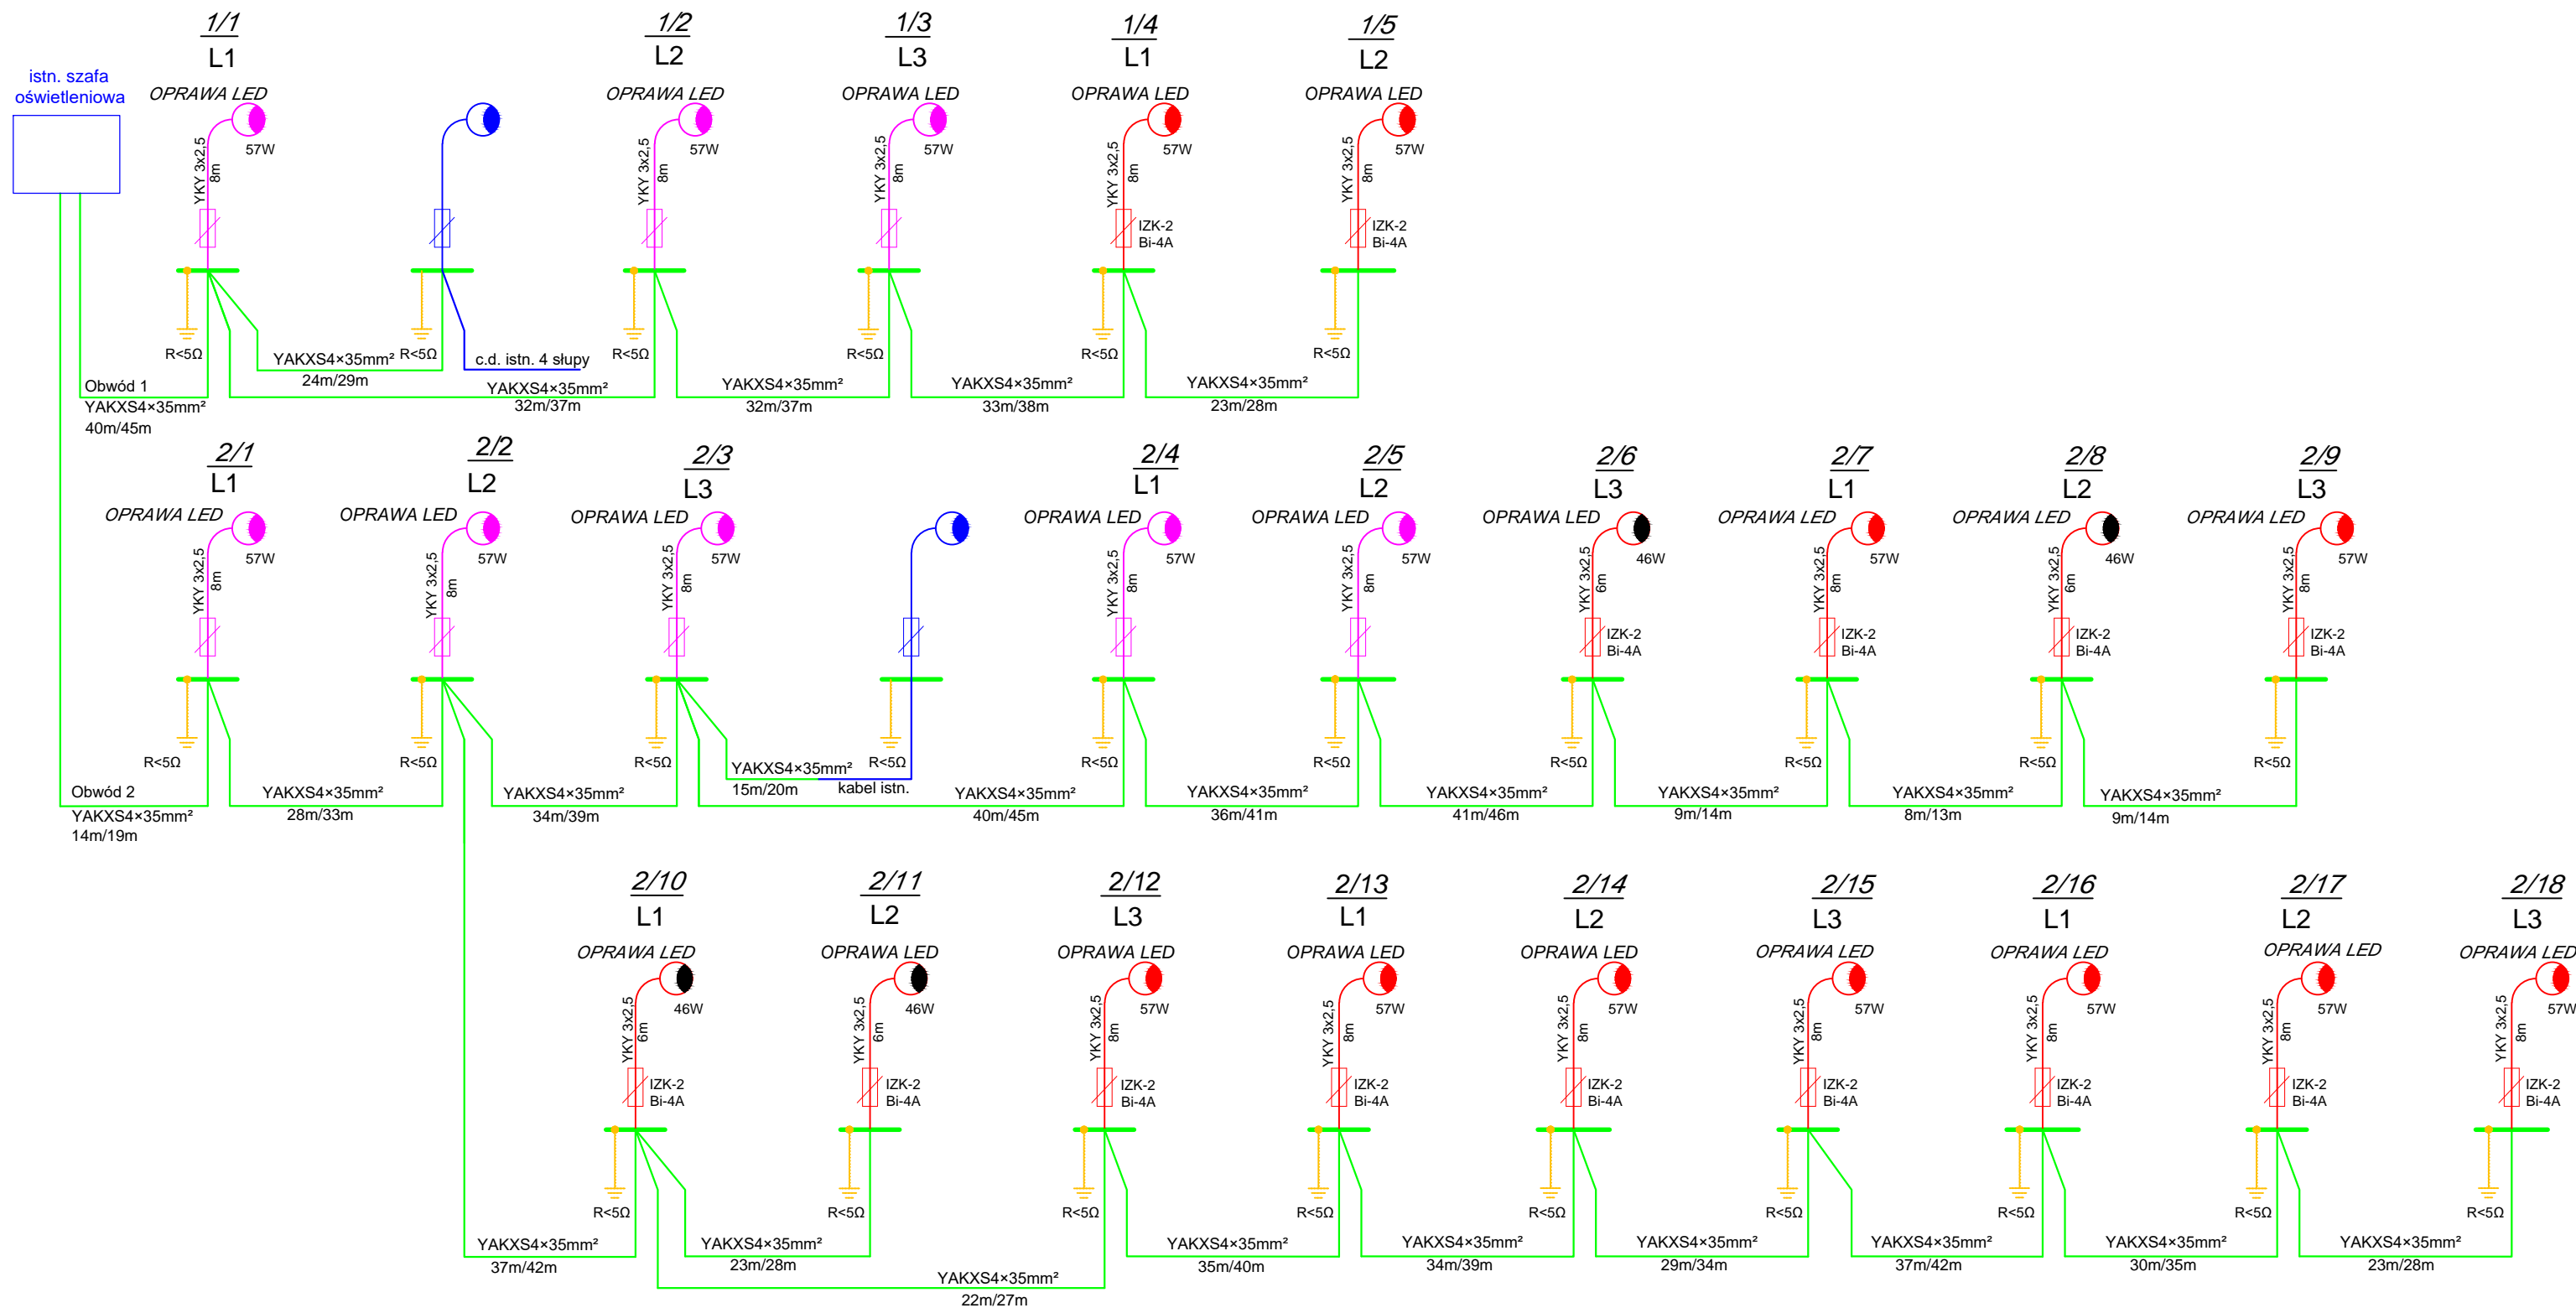 1/1
L1
1/2
L2
1/3
L3
1/4
L1
1/5
L2
istn. szafa
oświetleniowa
OPRAWA LED
57W
YKY 3x2,5
8m
OPRAWA LED
57W
YKY 3x2,5
8m
OPRAWA LED
57W
YKY 3x2,5
8m
OPRAWA LED
57W
YKY 3x2,5
8m
IZK-2
Bi-4A
OPRAWA LED
57W
YKY 3x2,5
8m
IZK-2
Bi-4A
R<5Ω
R<5Ω
R<5Ω
R<5Ω
R<5Ω
R<5Ω
Obwód 1
YAKXS4×35mm²
40m/45m
YAKXS4×35mm²
24m/29m
c.d. istn. 4 słupy
YAKXS4×35mm²
32m/37m
YAKXS4×35mm²
32m/37m
YAKXS4×35mm²
33m/38m
YAKXS4×35mm²
23m/28m
2/1
L1
2/2
L2
2/3
L3
2/4
L1
2/5
L2
2/6
L3
2/7
L1
2/8
L2
2/9
L3
OPRAWA LED
57W
YKY 3x2,5
8m
OPRAWA LED
57W
YKY 3x2,5
8m
OPRAWA LED
57W
YKY 3x2,5
8m
OPRAWA LED
57W
YKY 3x2,5
8m
OPRAWA LED
57W
YKY 3x2,5
8m
OPRAWA LED
46W
YKY 3x2,5
6m
IZK-2
Bi-4A
OPRAWA LED
57W
YKY 3x2,5
8m
IZK-2
Bi-4A
OPRAWA LED
46W
YKY 3x2,5
6m
IZK-2
Bi-4A
OPRAWA LED
57W
YKY 3x2,5
8m
IZK-2
Bi-4A
R<5Ω
R<5Ω
R<5Ω
R<5Ω
R<5Ω
R<5Ω
R<5Ω
R<5Ω
R<5Ω
R<5Ω
Obwód 2
YAKXS4×35mm²
14m/19m
YAKXS4×35mm²
28m/33m
YAKXS4×35mm²
34m/39m
YAKXS4×35mm²
15m/20m
kabel istn.
YAKXS4×35mm²
40m/45m
YAKXS4×35mm²
36m/41m
YAKXS4×35mm²
41m/46m
YAKXS4×35mm²
9m/14m
YAKXS4×35mm²
8m/13m
YAKXS4×35mm²
9m/14m
2/10
L1
2/11
L2
2/12
L3
2/13
L1
2/14
L2
2/15
L3
2/16
L1
2/17
L2
2/18
L3
OPRAWA LED
46W
YKY 3x2,5
6m
IZK-2
Bi-4A
OPRAWA LED
46W
YKY 3x2,5
6m
IZK-2
Bi-4A
OPRAWA LED
57W
YKY 3x2,5
8m
IZK-2
Bi-4A
OPRAWA LED
57W
YKY 3x2,5
8m
IZK-2
Bi-4A
OPRAWA LED
57W
YKY 3x2,5
8m
IZK-2
Bi-4A
OPRAWA LED
57W
YKY 3x2,5
8m
IZK-2
Bi-4A
OPRAWA LED
57W
YKY 3x2,5
8m
IZK-2
Bi-4A
OPRAWA LED
57W
YKY 3x2,5
8m
IZK-2
Bi-4A
OPRAWA LED
57W
YKY 3x2,5
8m
IZK-2
Bi-4A
R<5Ω
R<5Ω
R<5Ω
R<5Ω
R<5Ω
R<5Ω
R<5Ω
R<5Ω
R<5Ω
YAKXS4×35mm²
37m/42m
YAKXS4×35mm²
23m/28m
YAKXS4×35mm²
22m/27m
YAKXS4×35mm²
35m/40m
YAKXS4×35mm²
34m/39m
YAKXS4×35mm²
29m/34m
YAKXS4×35mm²
37m/42m
YAKXS4×35mm²
30m/35m
YAKXS4×35mm²
23m/28m